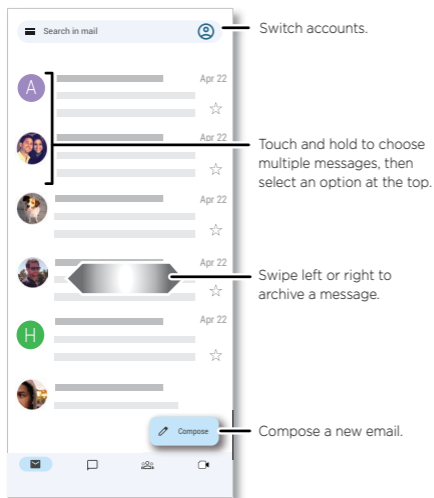 Search in mail
Switch accounts.
A
Apr 22
Apr 22
Touch and hold to choose
multiple messages, then
select an option at the top.
Apr 22
Apr 22
Swipe left or right to
archive a message.
H
Apr 22
Compose
Compose a new email.